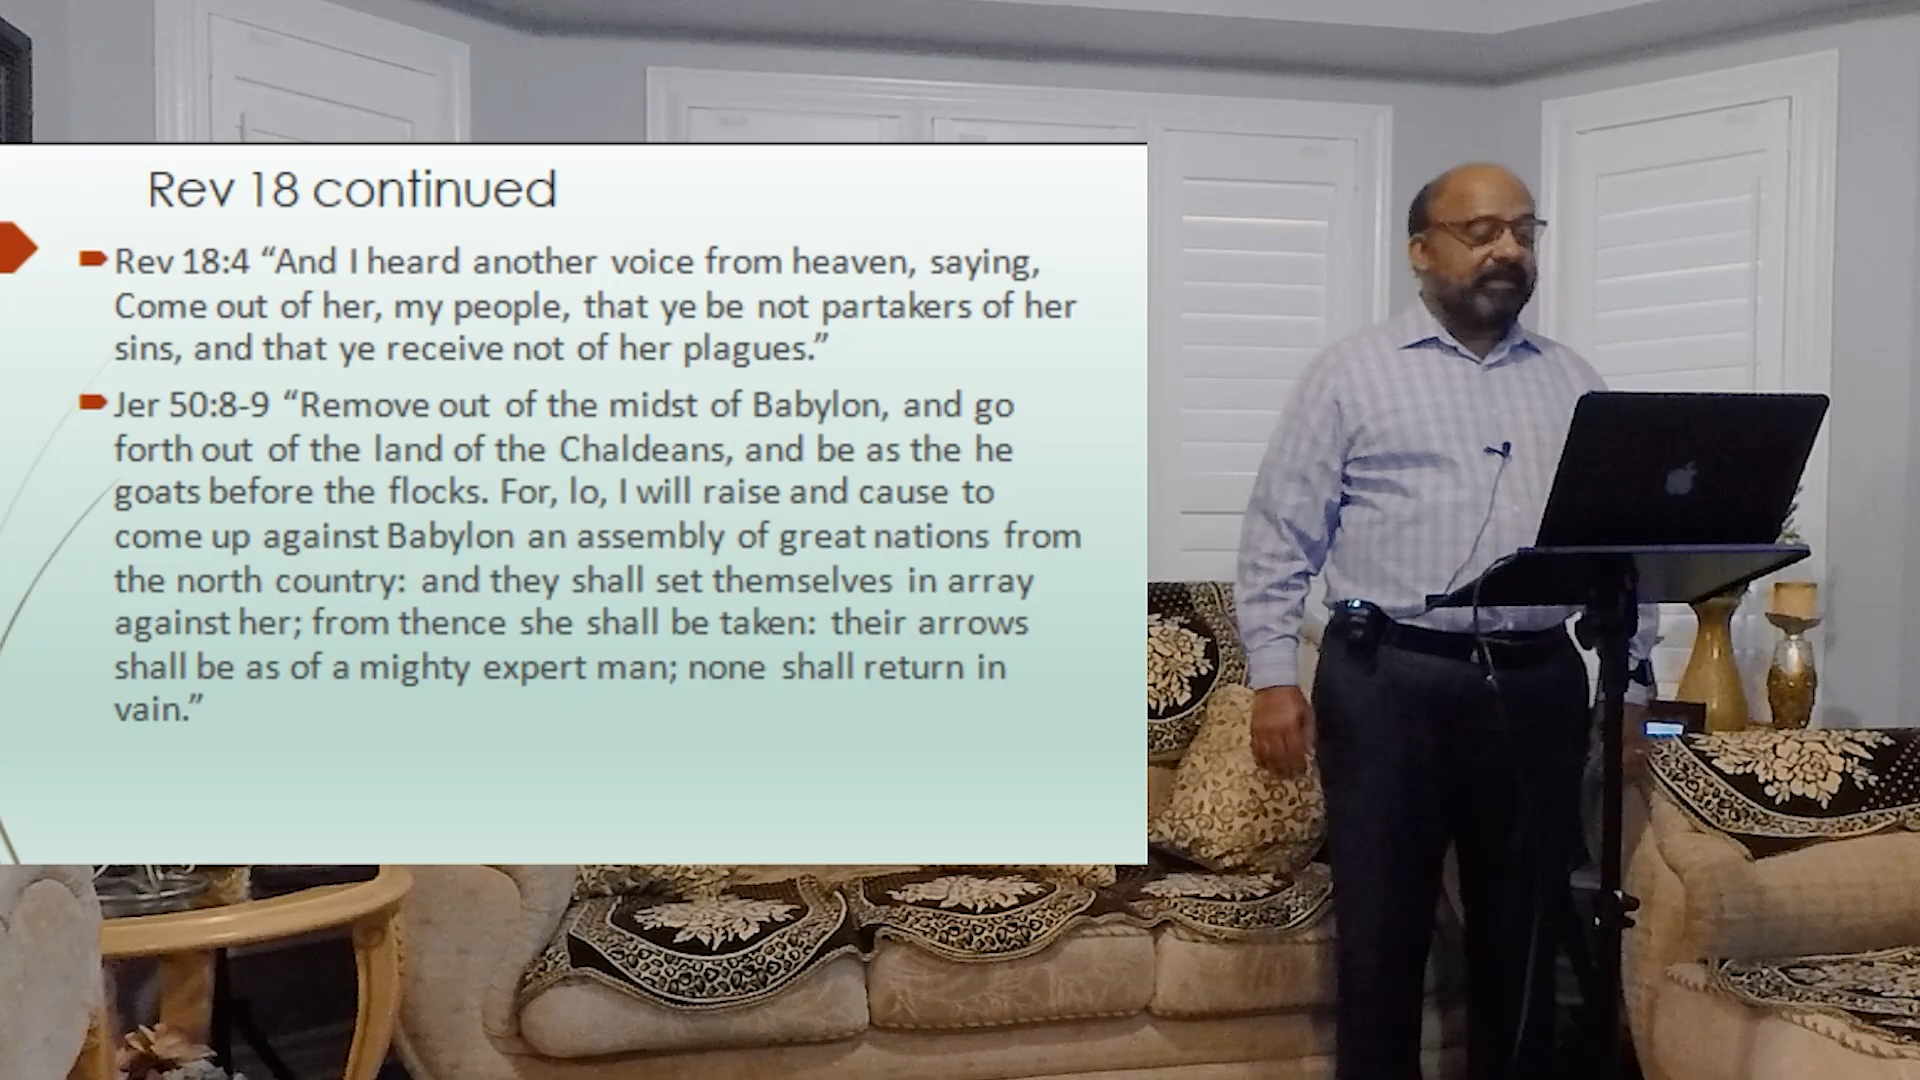 Rev 18 continued
Rev 18:4 “And I heard another voice from heaven, saying,
Come out of her, my people, that ye be not partakers of her
sins, and that ye receive not of her plagues.”
Jer 50:8-9 “Remove out of the midst of Babylon, and go
forth out of the land of the Chaldeans, and be as the he
goats before the flocks. For, lo, I will raise and cause to
come up against Babylon an assembly of great nations from
the north country: and they shall set themselves in array
against her; from thence she shall be taken: their arrows
shall be as of a mighty expert man; none shall return in
vain.”